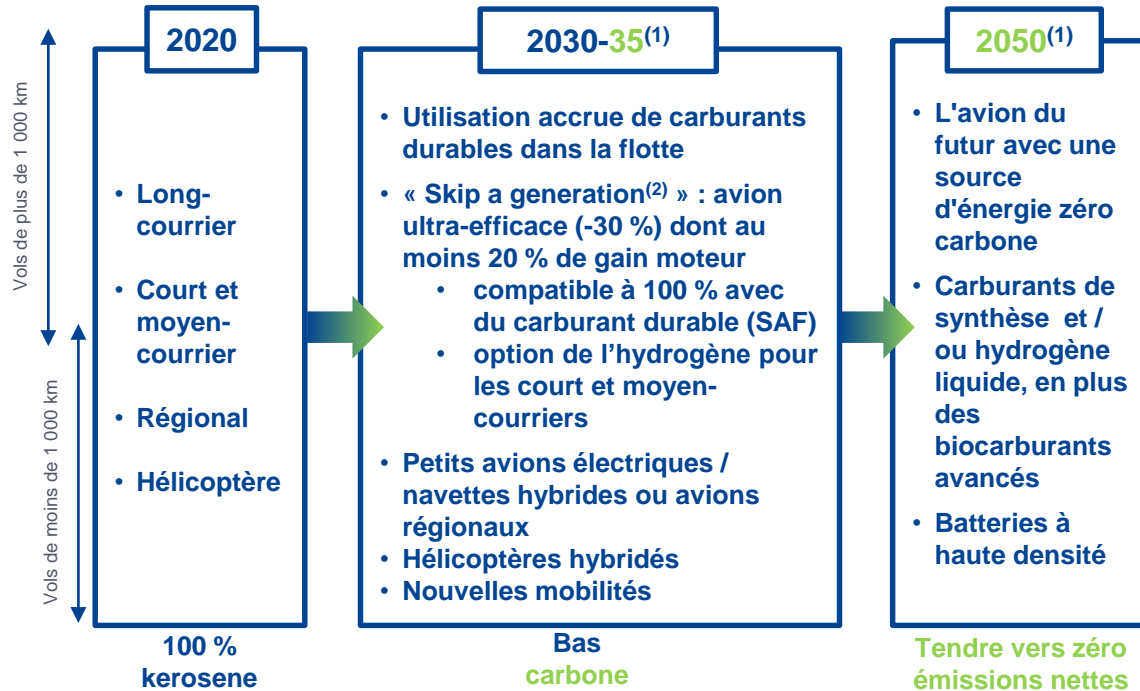 Vols de plus de 1 000 km
Vols de moins de 1 000 km
2020
• Long-
courrier
• Court et
moyen-
courrier
• Régional
• Hélicoptère
100 %
kerosene
2030-35(1)
• Utilisation accrue de carburants
durables dans la flotte
• « Skip a generation(2) » : avion
ultra-efficace (-30 %) dont au
moins 20 % de gain moteur
• compatible à 100 % avec
du carburant durable (SAF)
• option de l’hydrogène pour
les court et moyen-
courriers
• Petits avions électriques /
navettes hybrides ou avions
régionaux
• Hélicoptères hybridés
• Nouvelles mobilités
Bas
carbone
2050(1)
• L'avion du
futur avec une
source
d'énergie zéro
carbone
• Carburants de
synthèse et /
ou hydrogène
liquide, en plus
des
biocarburants
avancés
• Batteries à
haute densité
Tendre vers zéro
émissions nettes